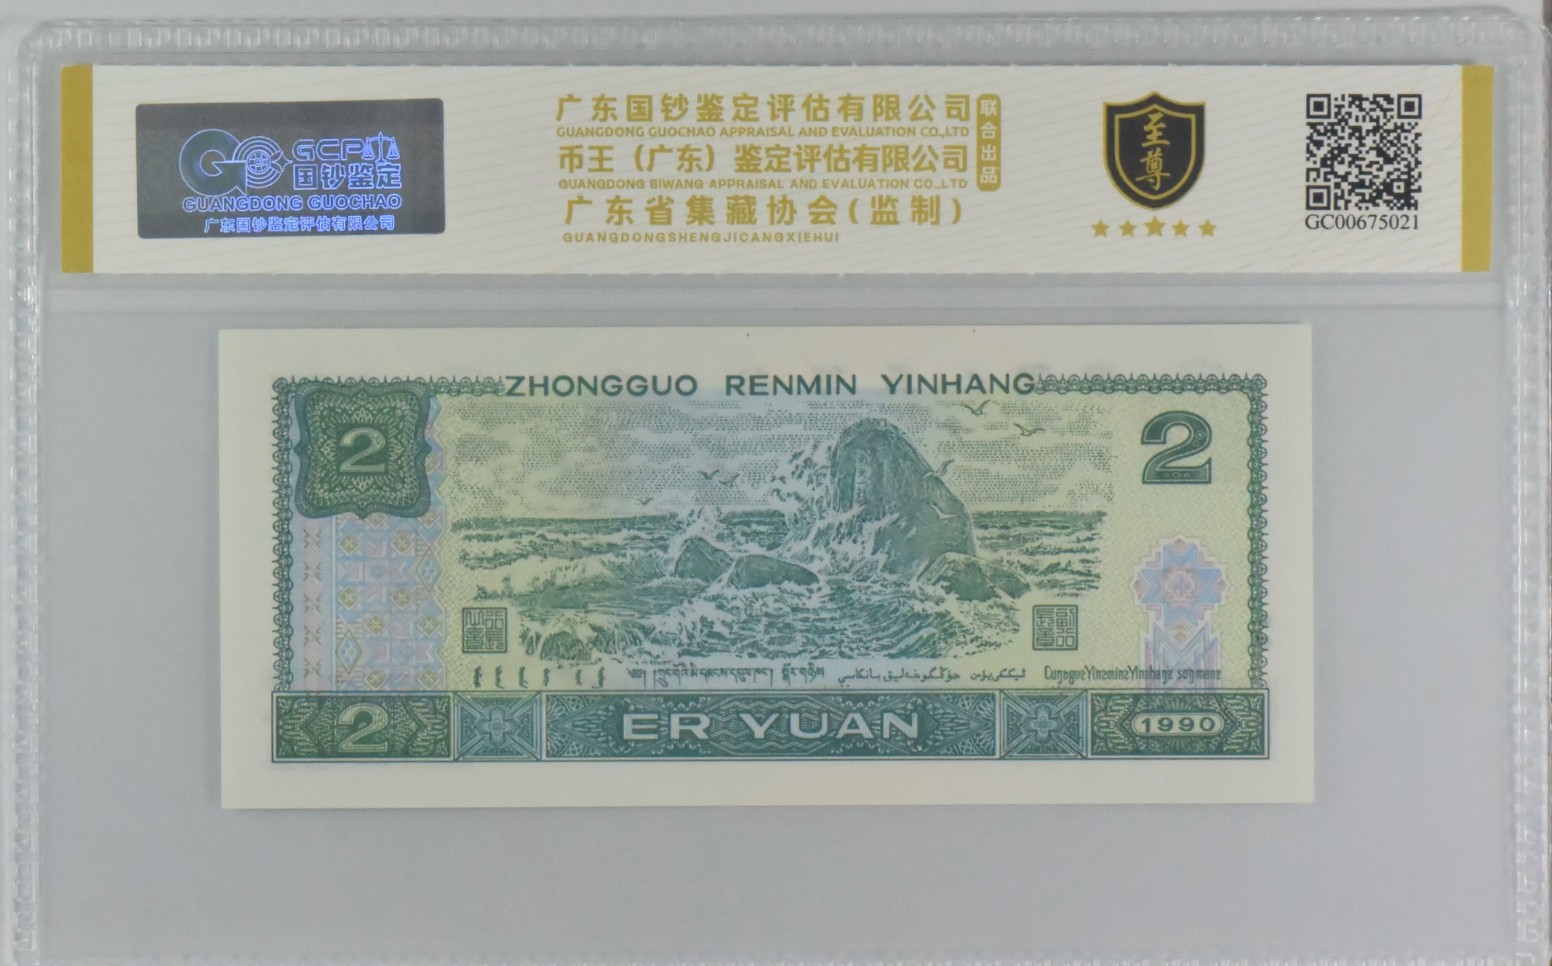 GCP
国钞鉴定
GUANGDONG GUOCHAO
广东国钞鉴定评估有限公司
广东国钞鉴定评估有限公司
GUANGDONG GUOCHAO APPRAISAL AND EVALUATION CO.,LTD
币王（广东）鉴定评估有限公司
GUANGDONG BIWANG APPRAISAL AND EVALUATION CO.,LTD
广东省集藏协会(监制)
GUANGDONGSHENGJICANGXIEHUI
联合出品
至尊
GC00675021
ZHONGGUO RENMIN YINHANG
2
2
2
ER YUAN
1990